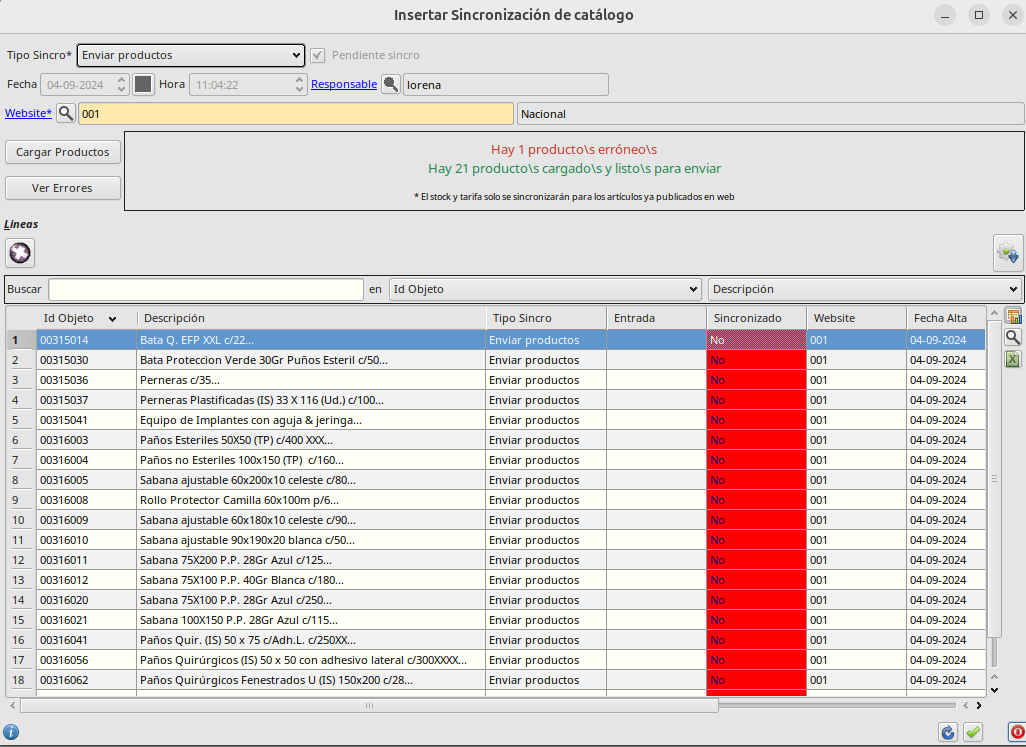 Insertar Sincronización de catálogo
Tipo Sincro* Enviar productos Pendiente sincro
Fecha 04-09-2024 Hora 11:04:22 Responsable lorena
Website* 001 Nacional
Cargar Productos
Ver Errores
Hay 1 producto\s erróneo\s
Hay 21 producto\s cargado\s y listo\s para enviar
* El stock y tarifa solo se sincronizarán para los artículos ya publicados en web
Lineas
Buscar en Id Objeto Descripción
Id Objeto Descripción Tipo Sincro Entrada Sincronizado Website Fecha Alta
1 00315014 Bata Q. EFP XXL c/22... Enviar productos No 001 04-09-2024
2 00315030 Bata Proteccion Verde 30Gr Puños Esteril c/50... Enviar productos No 001 04-09-2024
3 00315036 Perneras c/35... Enviar productos No 001 04-09-2024
4 00315037 Perneras Plastificadas (IS) 33 X 116 (Ud.) c/100... Enviar productos No 001 04-09-2024
5 00315041 Equipo de Implantes con aguja & jeringa... Enviar productos No 001 04-09-2024
6 00316003 Paños Esteriles 50X50 (TP) c/400 XXX... Enviar productos No 001 04-09-2024
7 00316004 Paños no Esteriles 100x150 (TP) c/160... Enviar productos No 001 04-09-2024
8 00316005 Sabana ajustable 60x200x10 celeste c/80... Enviar productos No 001 04-09-2024
9 00316008 Rollo Protector Camilla 60x100m p/6... Enviar productos No 001 04-09-2024
10 00316009 Sabana ajustable 60x180x10 celeste c/90... Enviar productos No 001 04-09-2024
11 00316010 Sabana ajustable 90x190x20 blanca c/50... Enviar productos No 001 04-09-2024
12 00316011 Sabana 75X200 P.P. 28Gr Azul c/125... Enviar productos No 001 04-09-2024
13 00316012 Sabana 75X100 P.P. 40Gr Blanca c/180... Enviar productos No 001 04-09-2024
14 00316020 Sabana 75X100 P.P. 28Gr Azul c/250... Enviar productos No 001 04-09-2024
15 00316021 Sabana 100X150 P.P. 28Gr Azul c/115... Enviar productos No 001 04-09-2024
16 00316041 Paños Quir. (IS) 50 x 75 c/Adh.L. c/250XX... Enviar productos No 001 04-09-2024
17 00316056 Paños Quirúrgicos (IS) 50 x 50 con adhesivo lateral c/300XXXX... Enviar productos No 001 04-09-2024
18 00316062 Paños Quirúrgicos Fenestrados U (IS) 150x200 c/28... Enviar productos No 001 04-09-2024